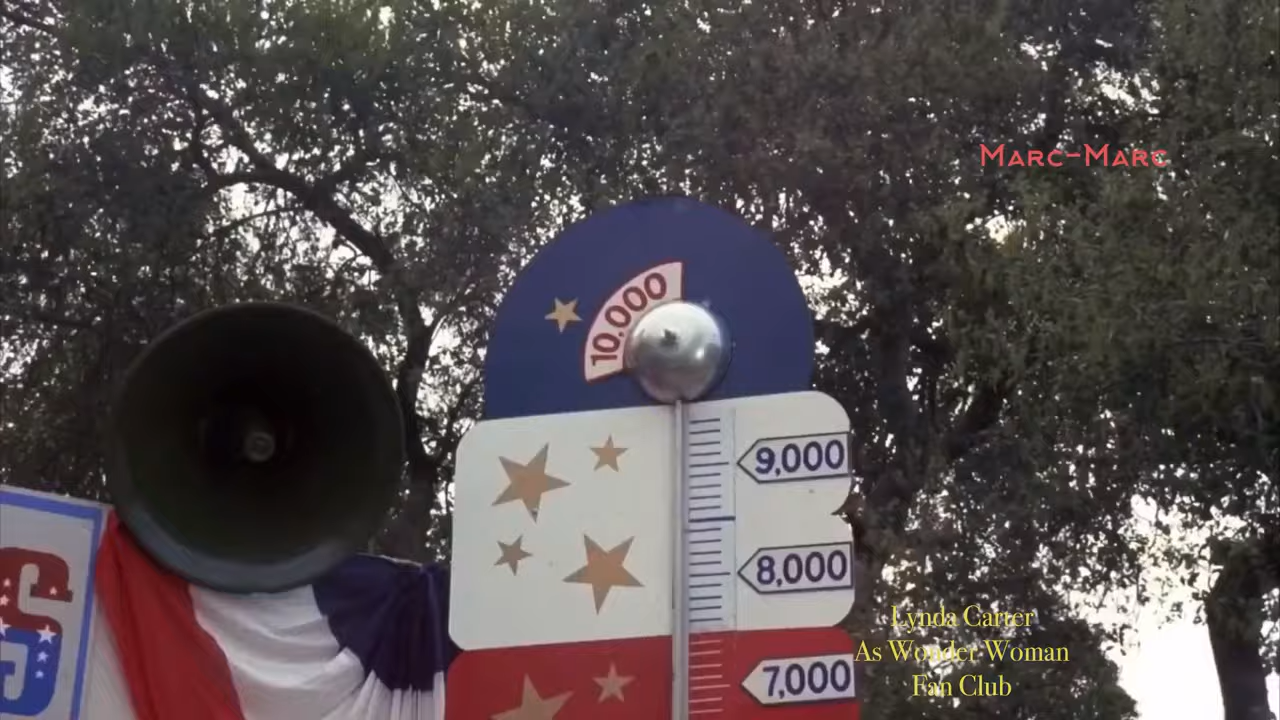 Marc-Marc
10,000
9,000
8,000
Lynda Carter
As Wonder Woman
Fan Club
7,000
S